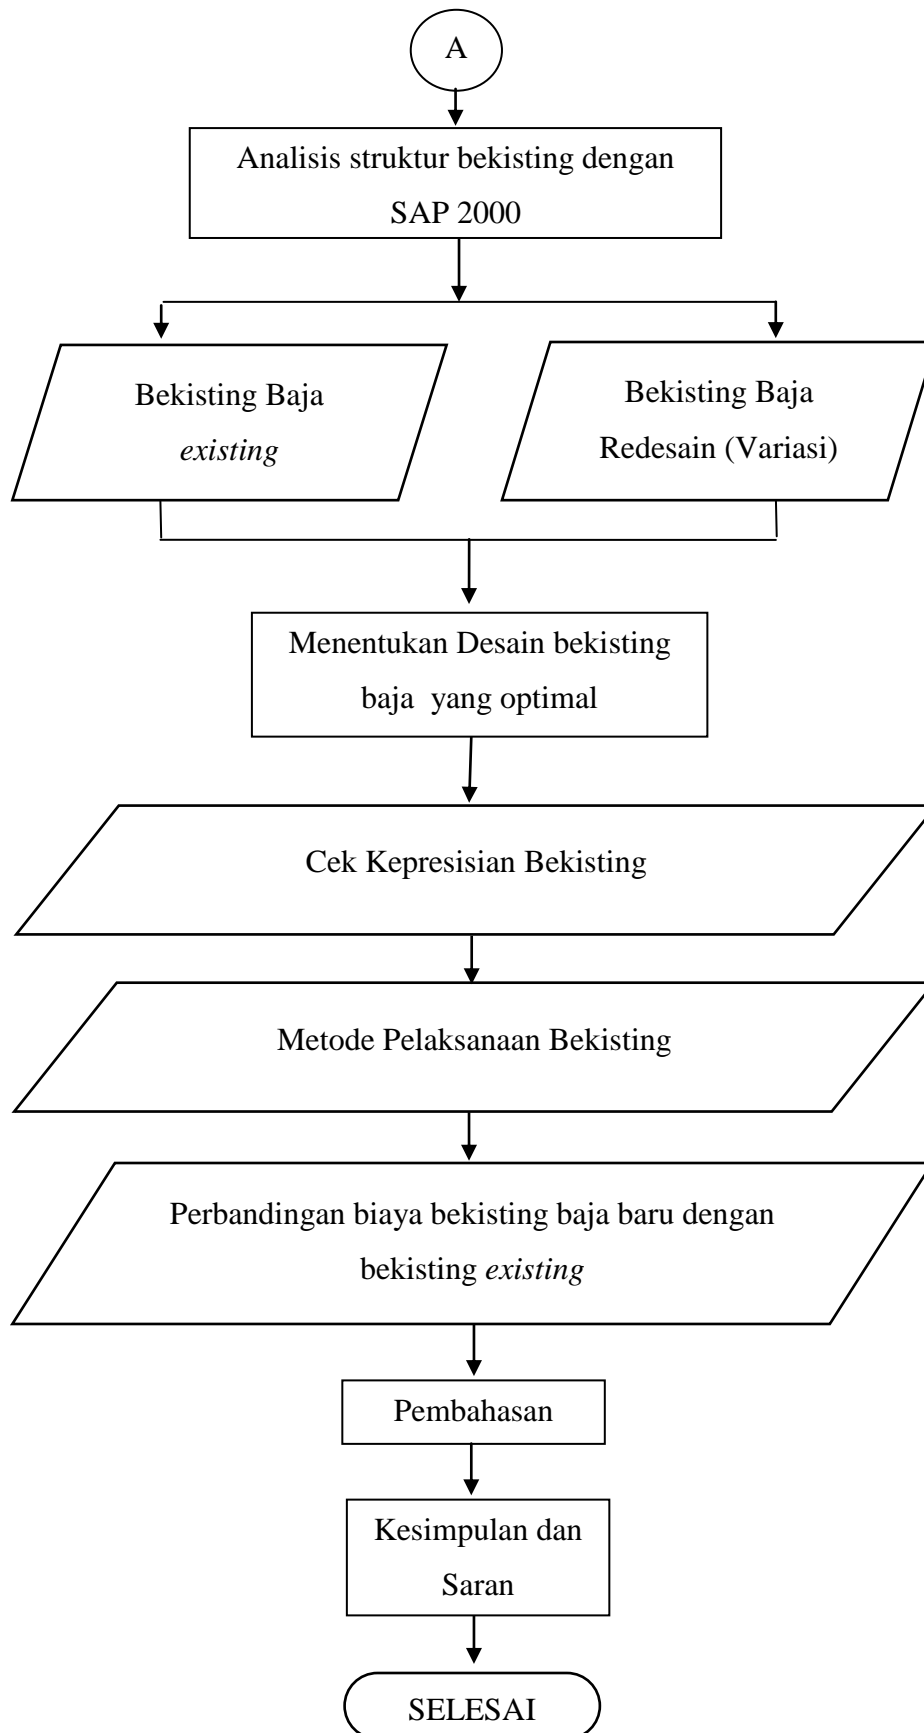 A
Analisis struktur bekisting dengan
SAP 2000
Bekisting Baja
existing
Bekisting Baja
Redesain (Variasi)
Menentukan Desain bekisting
baja  yang optimal
Cek Kepresisian Bekisting
Metode Pelaksanaan Bekisting
Perbandingan biaya bekisting baja baru dengan
bekisting existing
Pembahasan
Kesimpulan dan
Saran
SELESAI